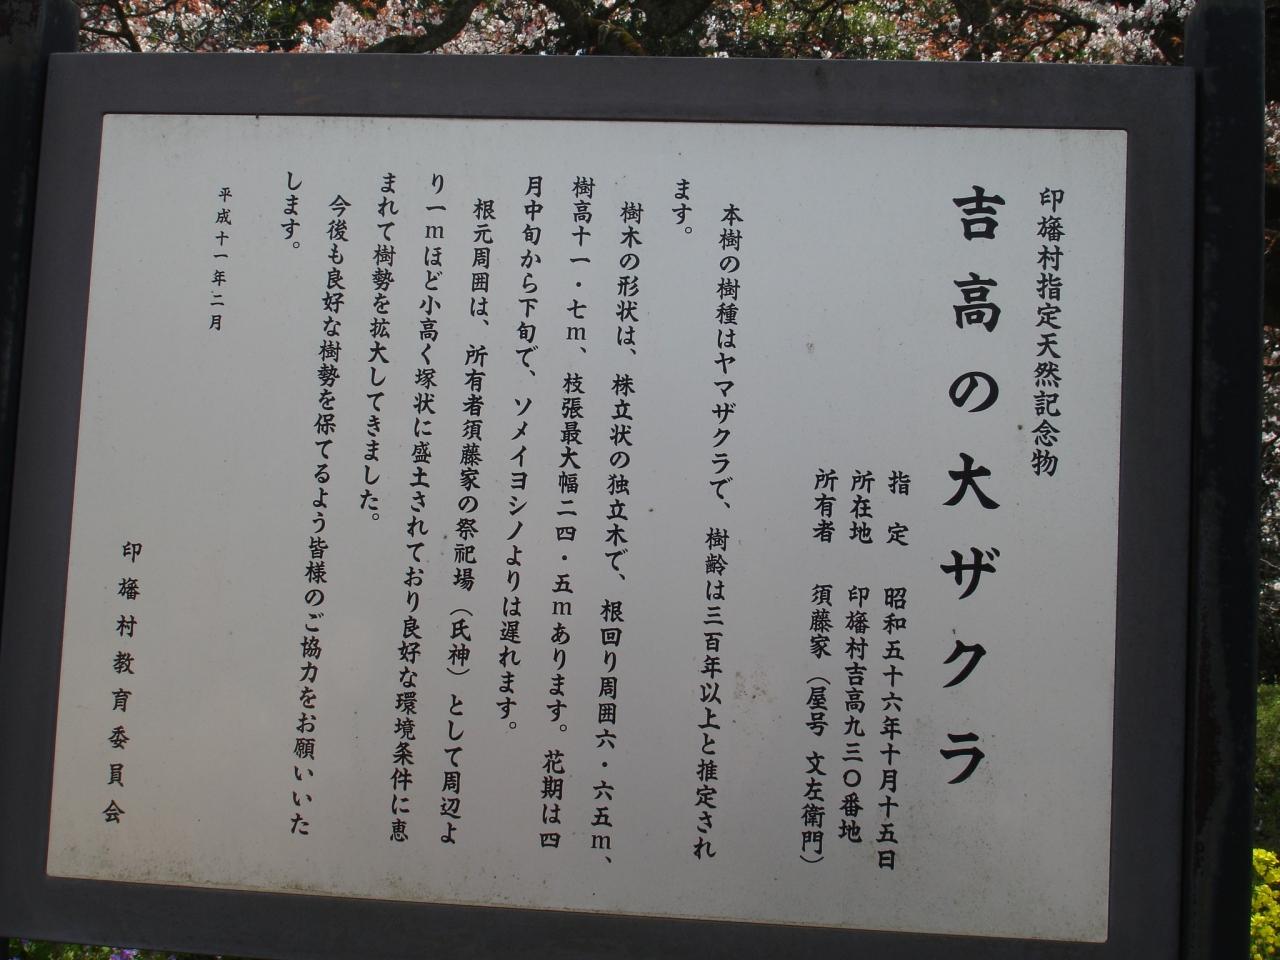 印旛村指定天然記念物
吉高の大ザクラ
指定　昭和五十六年十月十五日
所在地　印旛村吉高九三〇番地
所有者　須藤家（屋号　文左衛門）
本樹の樹種はヤマザクラで、樹齢は三百年以上と推定され
ます。
樹木の形状は、株立状の独立木で、根回り周囲六・六五m、
樹高十一・七m、枝張最大幅二四・五mあります。花期は四
月中旬から下旬で、ソメイヨシノよりは遅れます。
根元周囲は、所有者須藤家の祭祀場（氏神）として周辺よ
り一mほど小高く塚状に盛土されており良好な環境条件に恵
まれて樹勢を拡大してきました。
今後も良好な樹勢を保てるよう皆様のご協力をお願いいた
します。
平成十一年二月
印旛村教育委員会